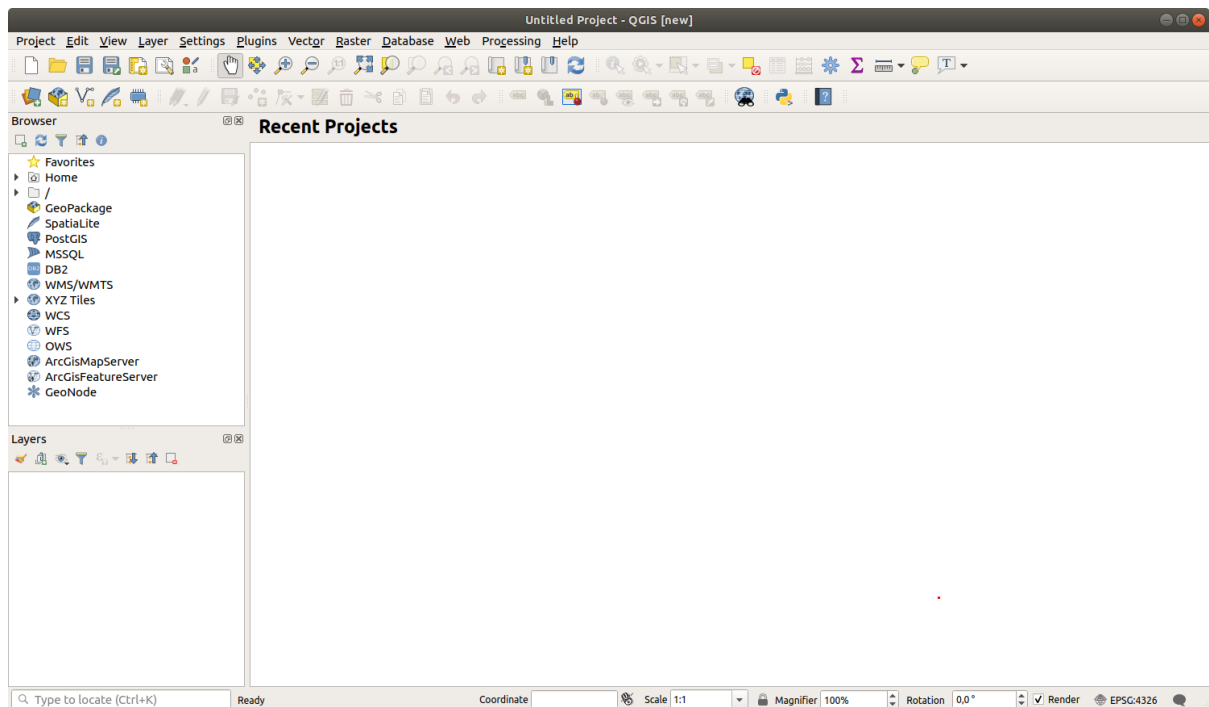 Untitled Project - QGIS [new]
Project Edit View Layer Settings Plugins Vector Raster Database Web Processing Help
Browser
Recent Projects
Favorites
Home
/
GeoPackage
SpatiaLite
PostGIS
MSSQL
DB2
WMS/WMTS
XYZ Tiles
WCS
WFS
OWS
ArcGisMapServer
ArcGisFeatureServer
GeoNode
Layers
Type to locate (Ctrl+K) Ready Coordinate Scale 1:1 Magnifier 100% Rotation 0,0 ° Render EPSG:4326